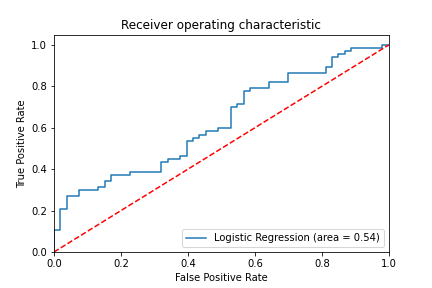 Receiver operating characteristic
1.0
0.8
0.6
0.4
0.2
0.0
True Positive Rate
Logistic Regression (area = 0.54)
0.0 0.2 0.4 0.6 0.8 1.0
False Positive Rate